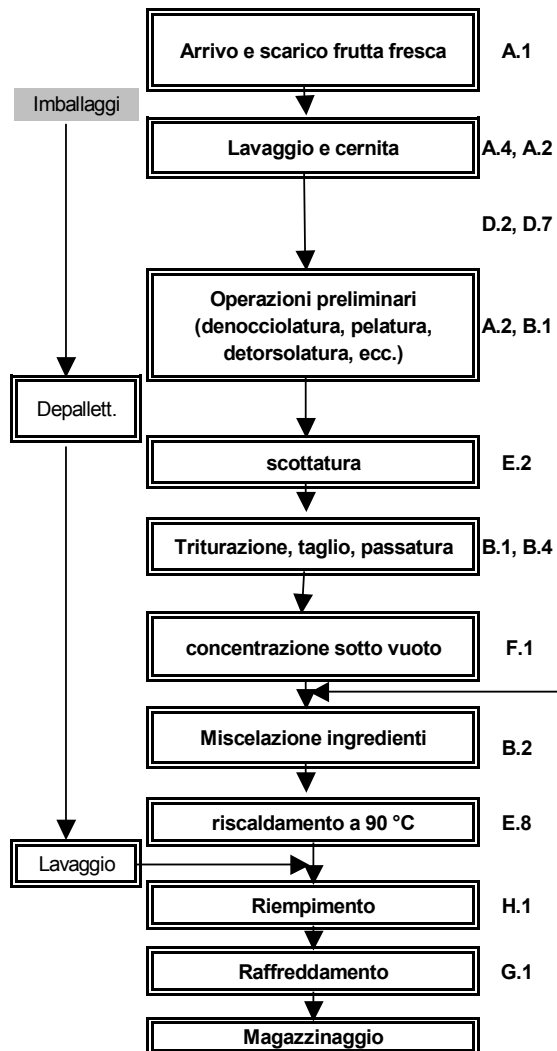 Arrivo e scarico frutta fresca
A.1
Imballaggi
Lavaggio e cernita
A.4, A.2
D.2, D.7
Operazioni preliminari
(denocciolatura, pelatura,
detorsolatura, ecc.)
A.2, B.1
Depallett.
scottatura
E.2
Triturazione, taglio, passatura
B.1, B.4
concentrazione sotto vuoto
F.1
Miscelazione ingredienti
B.2
riscaldamento a 90 °C
E.8
Lavaggio
Riempimento
H.1
Raffreddamento
G.1
Magazzinaggio